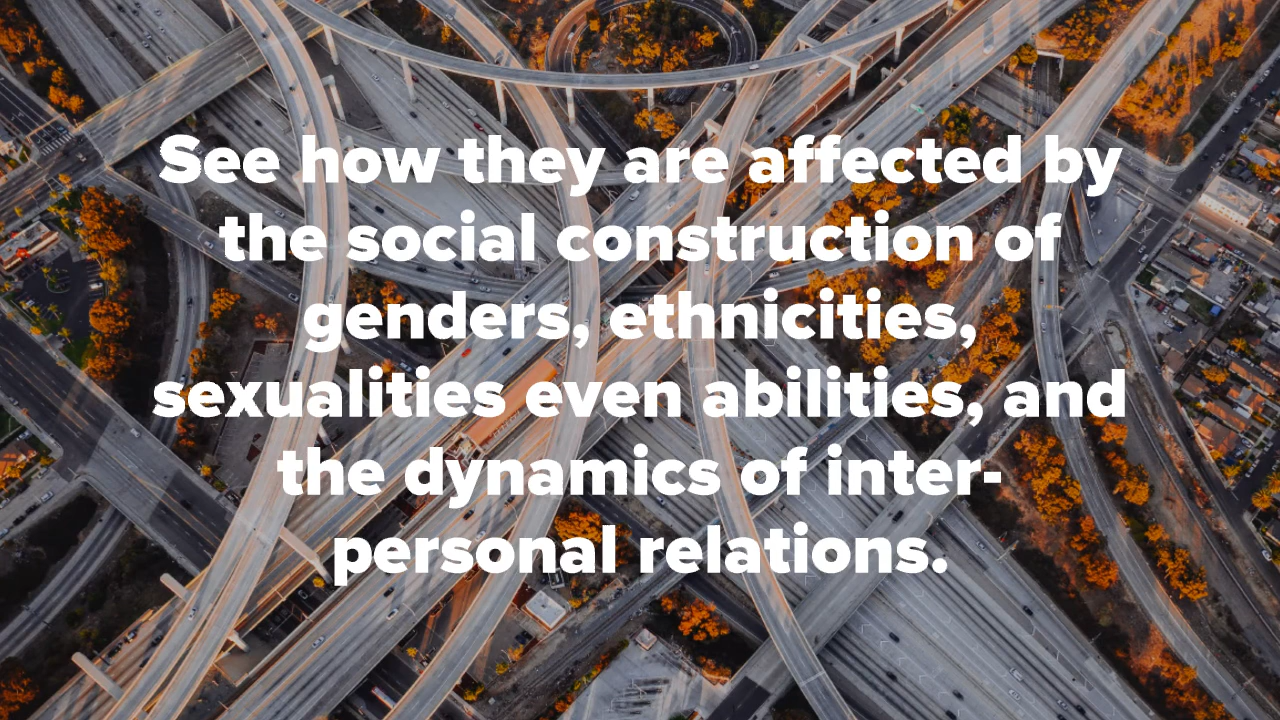 See how they are affected by
the social construction of
genders, ethnicities,
sexualities even abilities, and
the dynamics of inter-
personal relations.